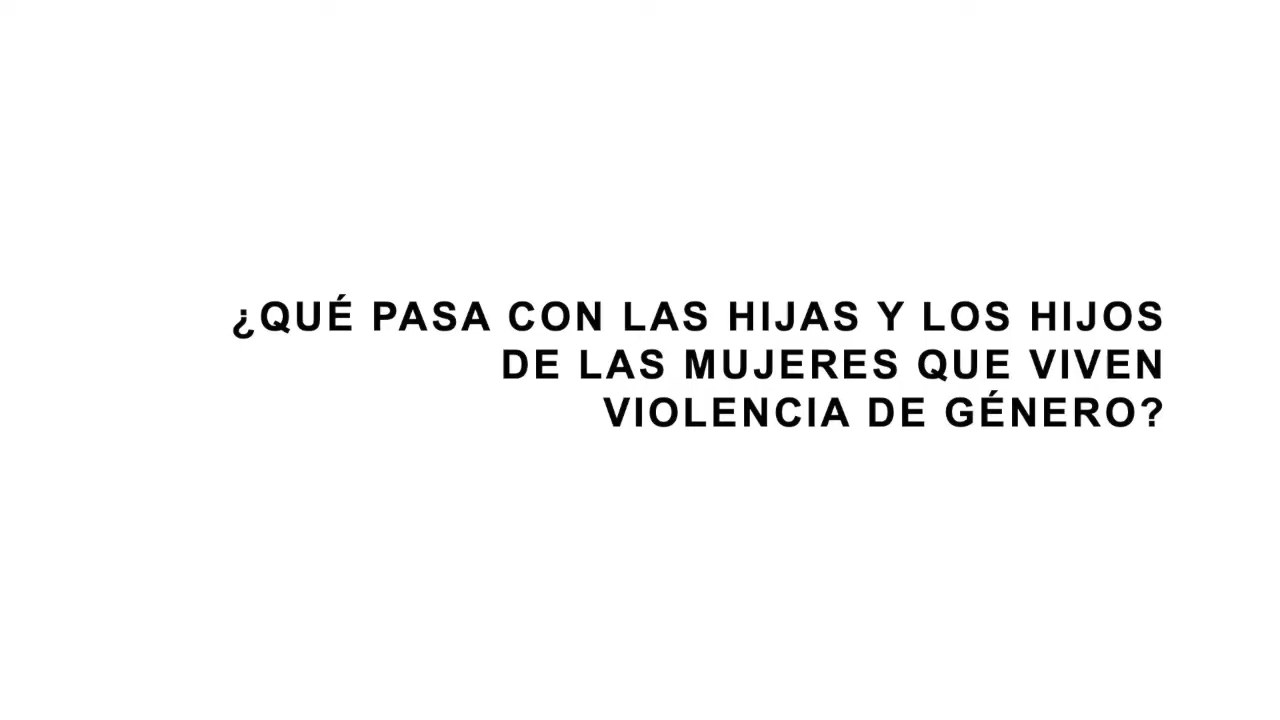 ¿QUÉ PASA CON LAS HIJAS Y LOS HIJOS
DE LAS MUJERES QUE VIVEN
VIOLENCIA DE GÉNERO?